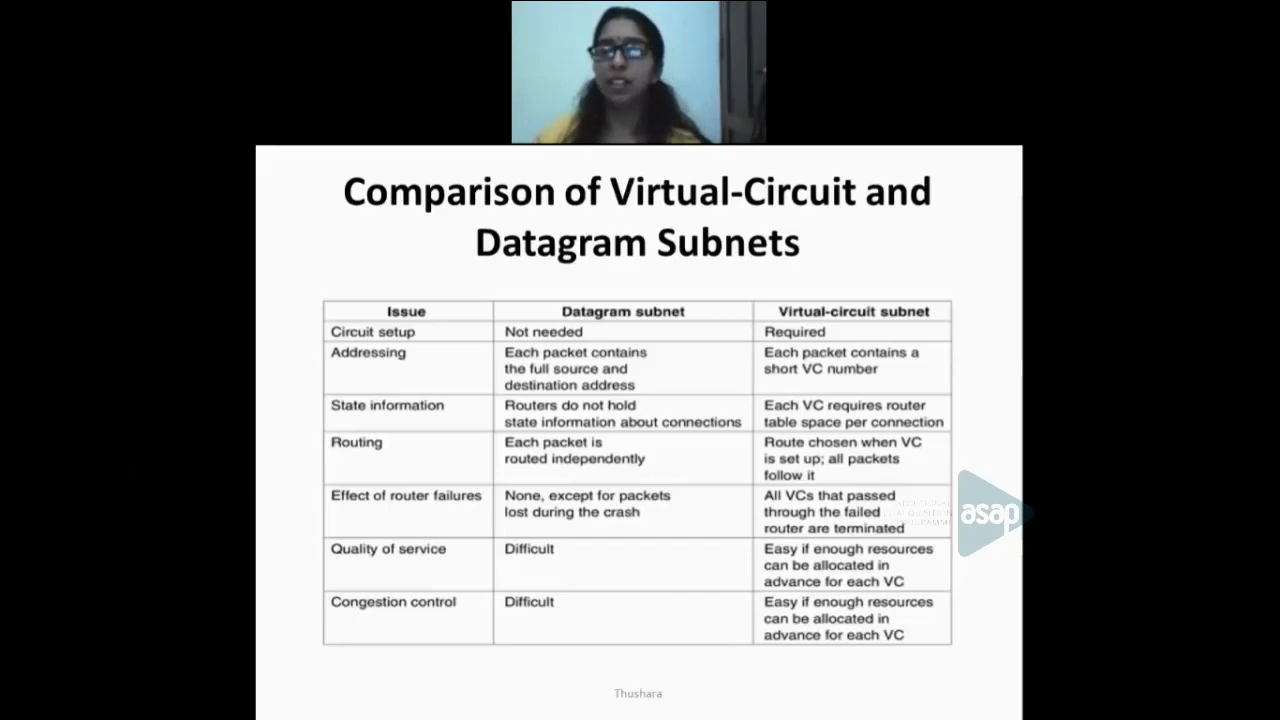 Comparison of Virtual-Circuit and
Datagram Subnets
Issue Datagram subnet Virtual-circuit subnet
Circuit setup Not needed Required
Addressing Each packet contains Each packet contains a
the full source and short VC number
destination address
State information Routers do not hold Each VC requires router
state information about connections table space per connection
Routing Each packet is Route chosen when VC
routed independently is set up; all packets
follow it
Effect of router failures None, except for packets All VCs that passed
lost during the crash through the failed
router are terminated
Quality of service Difficult Easy if enough resources
can be allocated in
advance for each VC
Congestion control Difficult Easy if enough resources
can be allocated in
advance for each VC
asap
PROGRAMME
Thushara